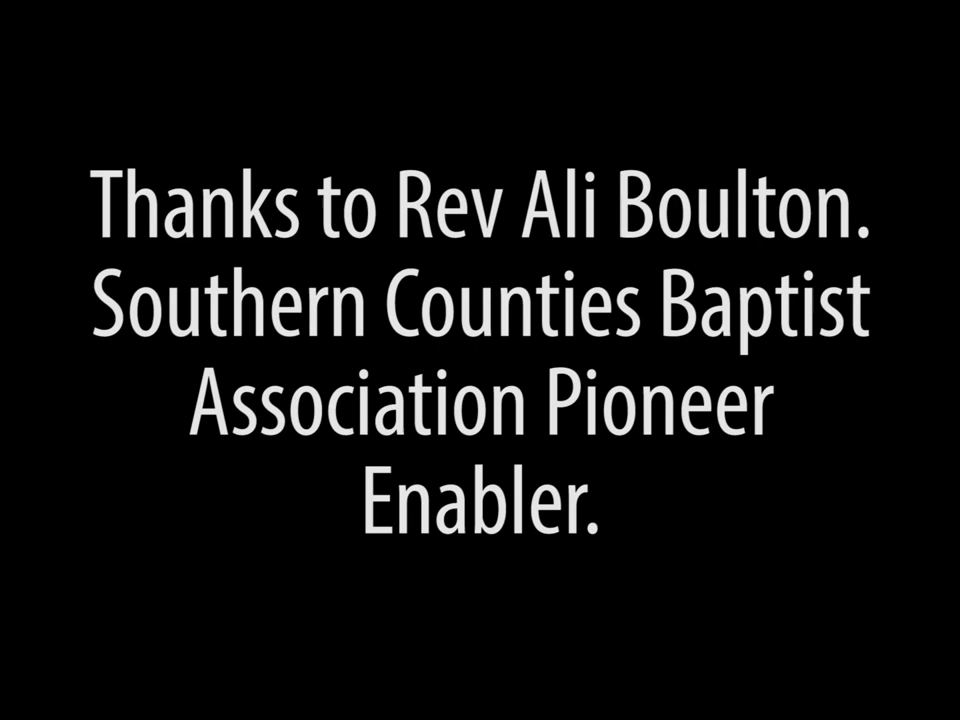 Thanks to Rev Ali Boulton.
Southern Counties Baptist
Association Pioneer
Enabler.